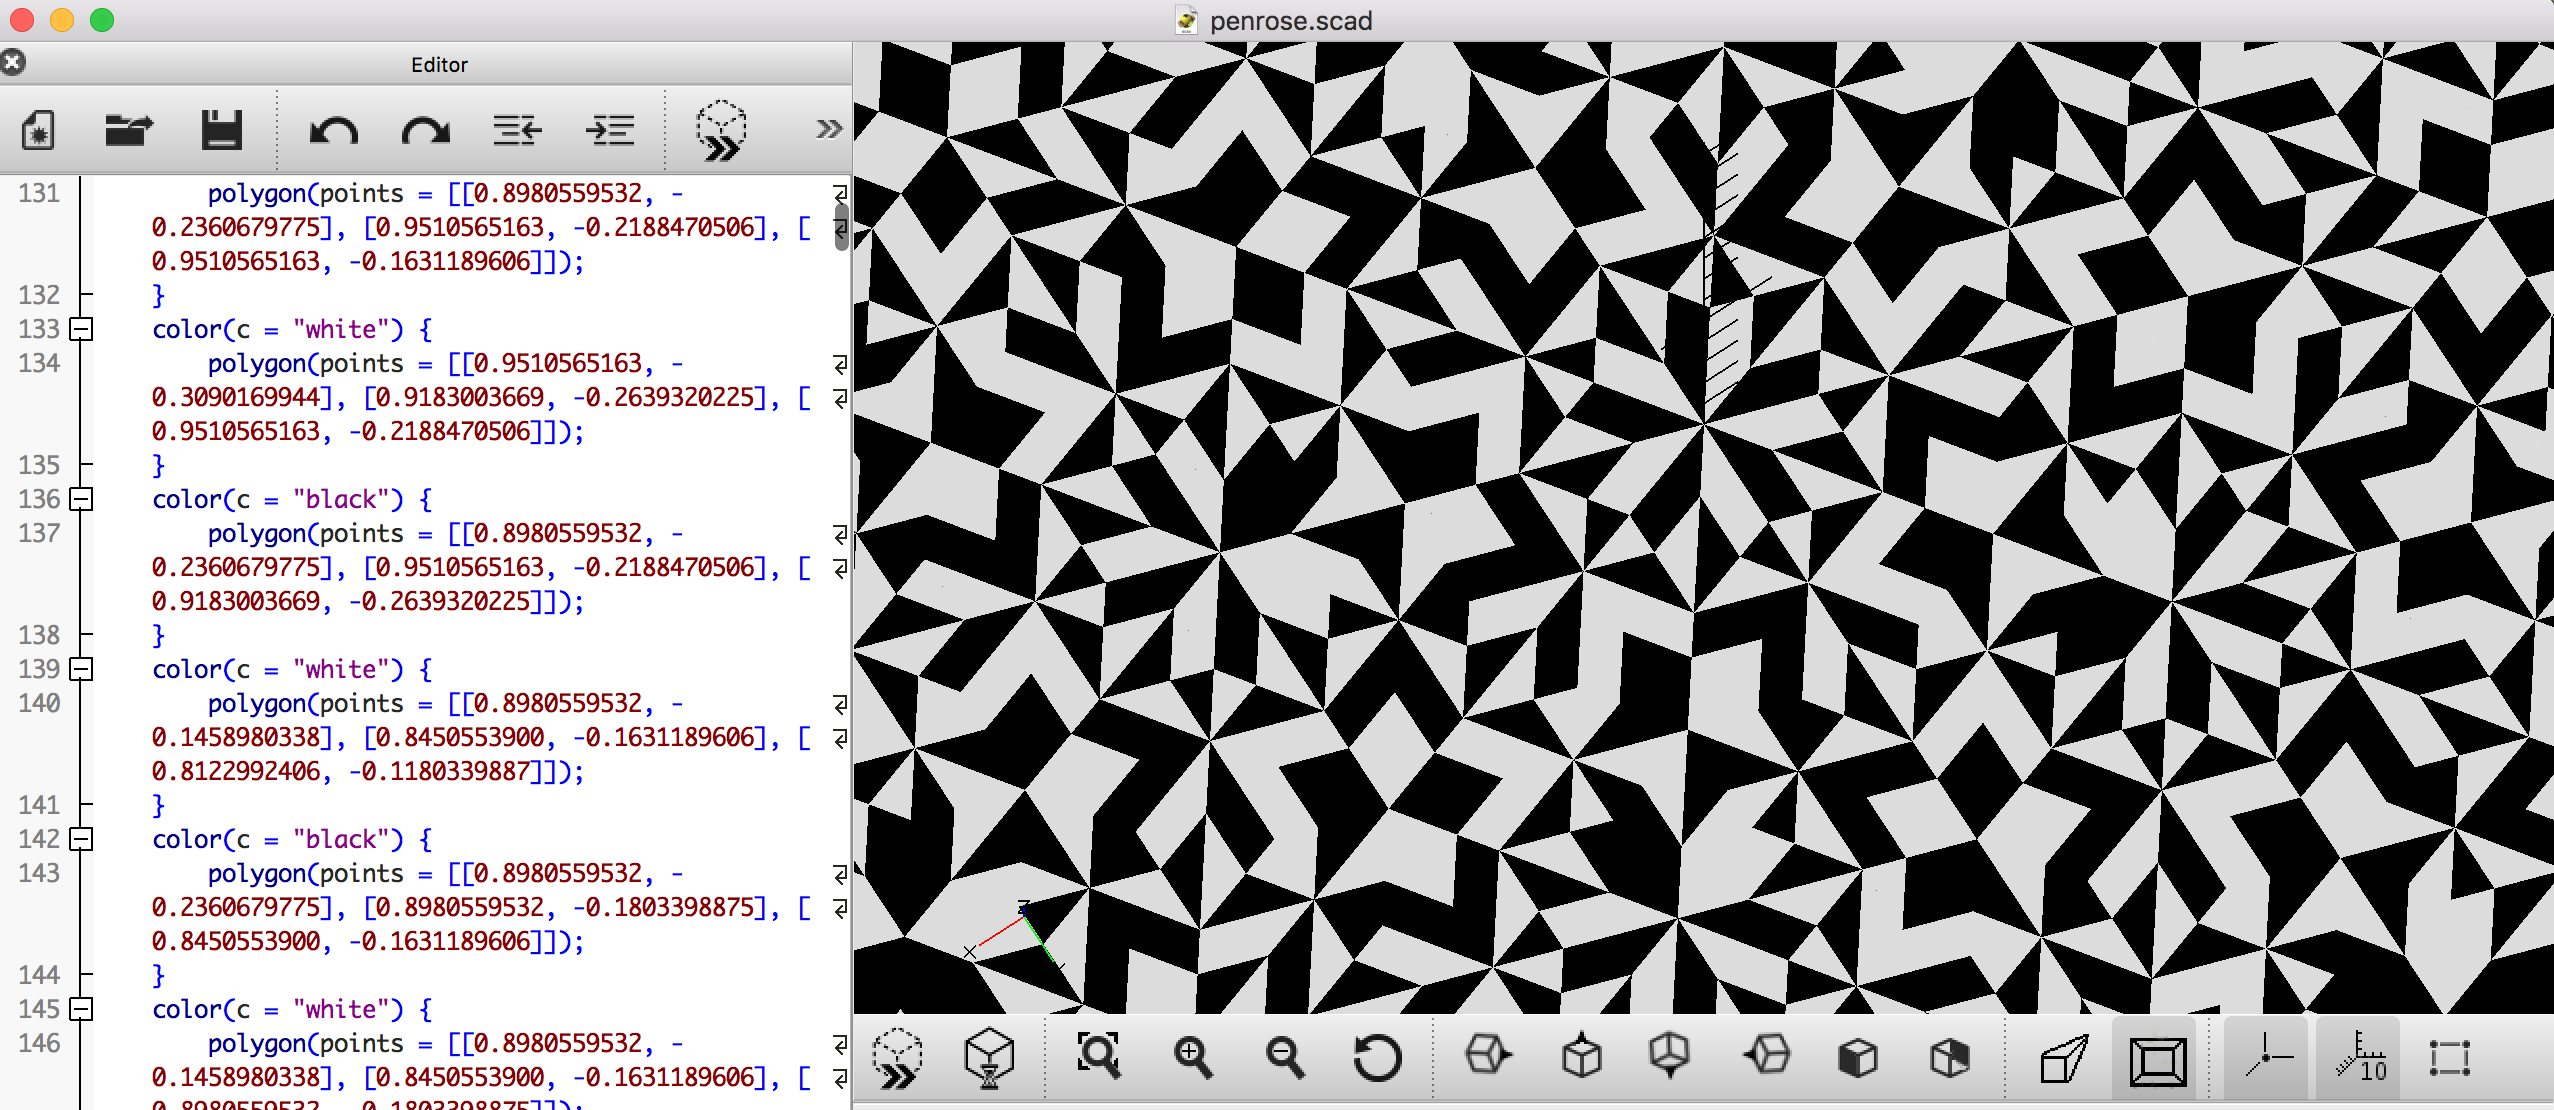 penrose.scad
Editor
131 polygon(points = [[0.8980559532, -
0.2360679775], [0.9510565163, -0.2188470506], [
0.9510565163, -0.1631189606]]);
132 }
133 color(c = "white") {
134 polygon(points = [[0.9510565163, -
0.3090169944], [0.9183003669, -0.2639320225], [
0.9510565163, -0.2188470506]]);
135 }
136 color(c = "black") {
137 polygon(points = [[0.8980559532, -
0.2360679775], [0.9510565163, -0.2188470506], [
0.9183003669, -0.2639320225]]);
138 }
139 color(c = "white") {
140 polygon(points = [[0.8980559532, -
0.1458980338], [0.8450553900, -0.1631189606], [
0.8122992406, -0.1180339887]]);
141 }
142 color(c = "black") {
143 polygon(points = [[0.8980559532, -
0.2360679775], [0.8980559532, -0.1803398875], [
0.8450553900, -0.1631189606]]);
144 }
145 color(c = "white") {
146 polygon(points = [[0.8980559532, -
0.1458980338], [0.8450553900, -0.1631189606], [
0.8980559532, -0.1803398875]]);
Z
X
10